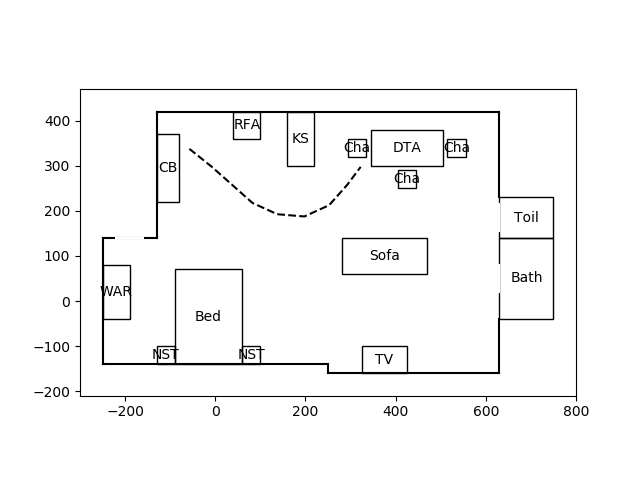 400
300
200
100
0
−100
−200
RFA
KS
Cha
DTA
Cha
Cha
CB
Toil
Sofa
Bath
WAR
Bed
NST
NST
TV
−200
0
200
400
600
800